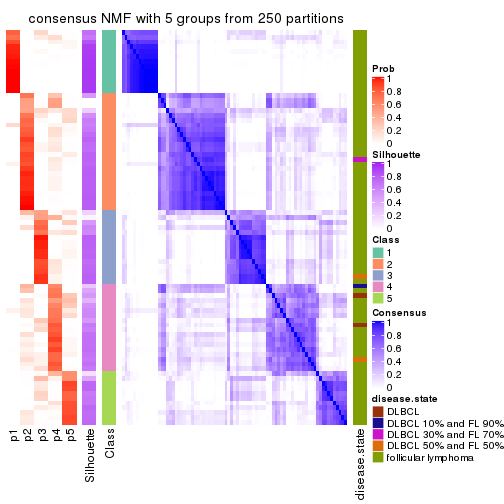 consensus NMF with 5 groups from 250 partitions
Prob
1
0.8
0.6
0.4
0.2
0
Silhouette
1
0.8
0.6
0.4
0.2
0
Class
1
2
3
4
5
Consensus
1
0.8
0.6
0.4
0.2
0
disease.state
DLBCL
DLBCL 10% and FL 90%
DLBCL 30% and FL 70%
DLBCL 50% and FL 50%
follicular lymphoma
p1
p2
p3
p4
p5
Silhouette
Class
disease.state